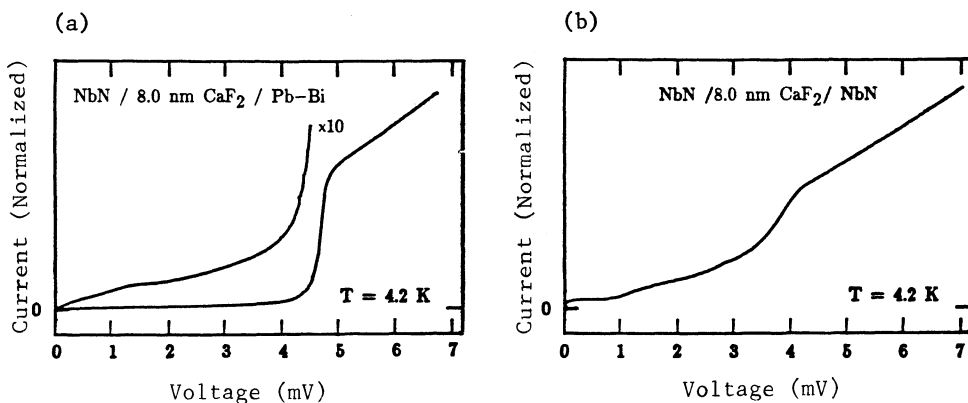 (a)
NbN / 8.0 nm CaF₂ / Pb-Bi
x10
T = 4.2 K
Current (Normalized)
0
0 1 2 3 4 5 6 7
Voltage (mV)
(b)
NbN /8.0 nm CaF₂/ NbN
T = 4.2 K
Current (Normalized)
0
0 1 2 3 4 5 6 7
Voltage (mV)